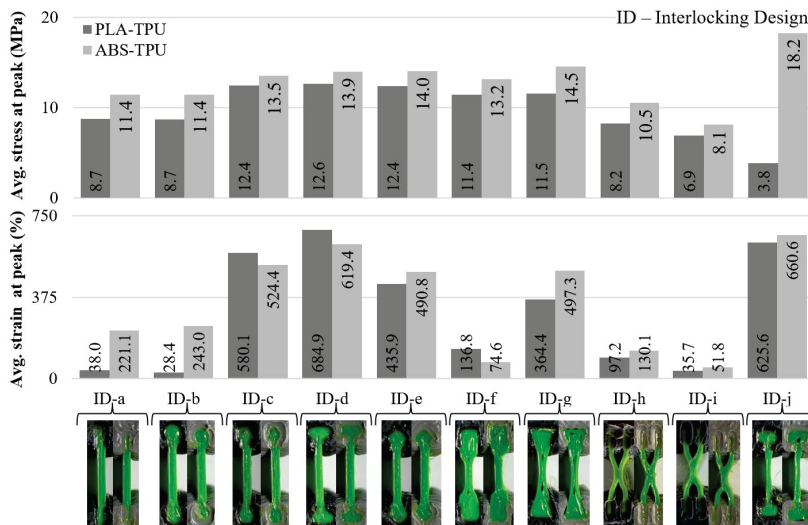 20
PLA-TPU
ABS-TPU
ID – Interlocking Design
Avg. stress at peak (MPa)
10
0
8.7 11.4 8.7 11.4 12.4 13.5 12.6 13.9 12.4 14.0 11.4 13.2 11.5 14.5 8.2 10.5 6.9 8.1 3.8 18.2
750
Avg. strain at peak (%)
375
0
38.0 221.1 28.4 243.0 580.1 524.4 684.9 619.4 435.9 490.8 136.8 74.6 364.4 497.3 97.2 130.1 35.7 51.8 625.6 660.6
ID-a ID-b ID-c ID-d ID-e ID-f ID-g ID-h ID-i ID-j